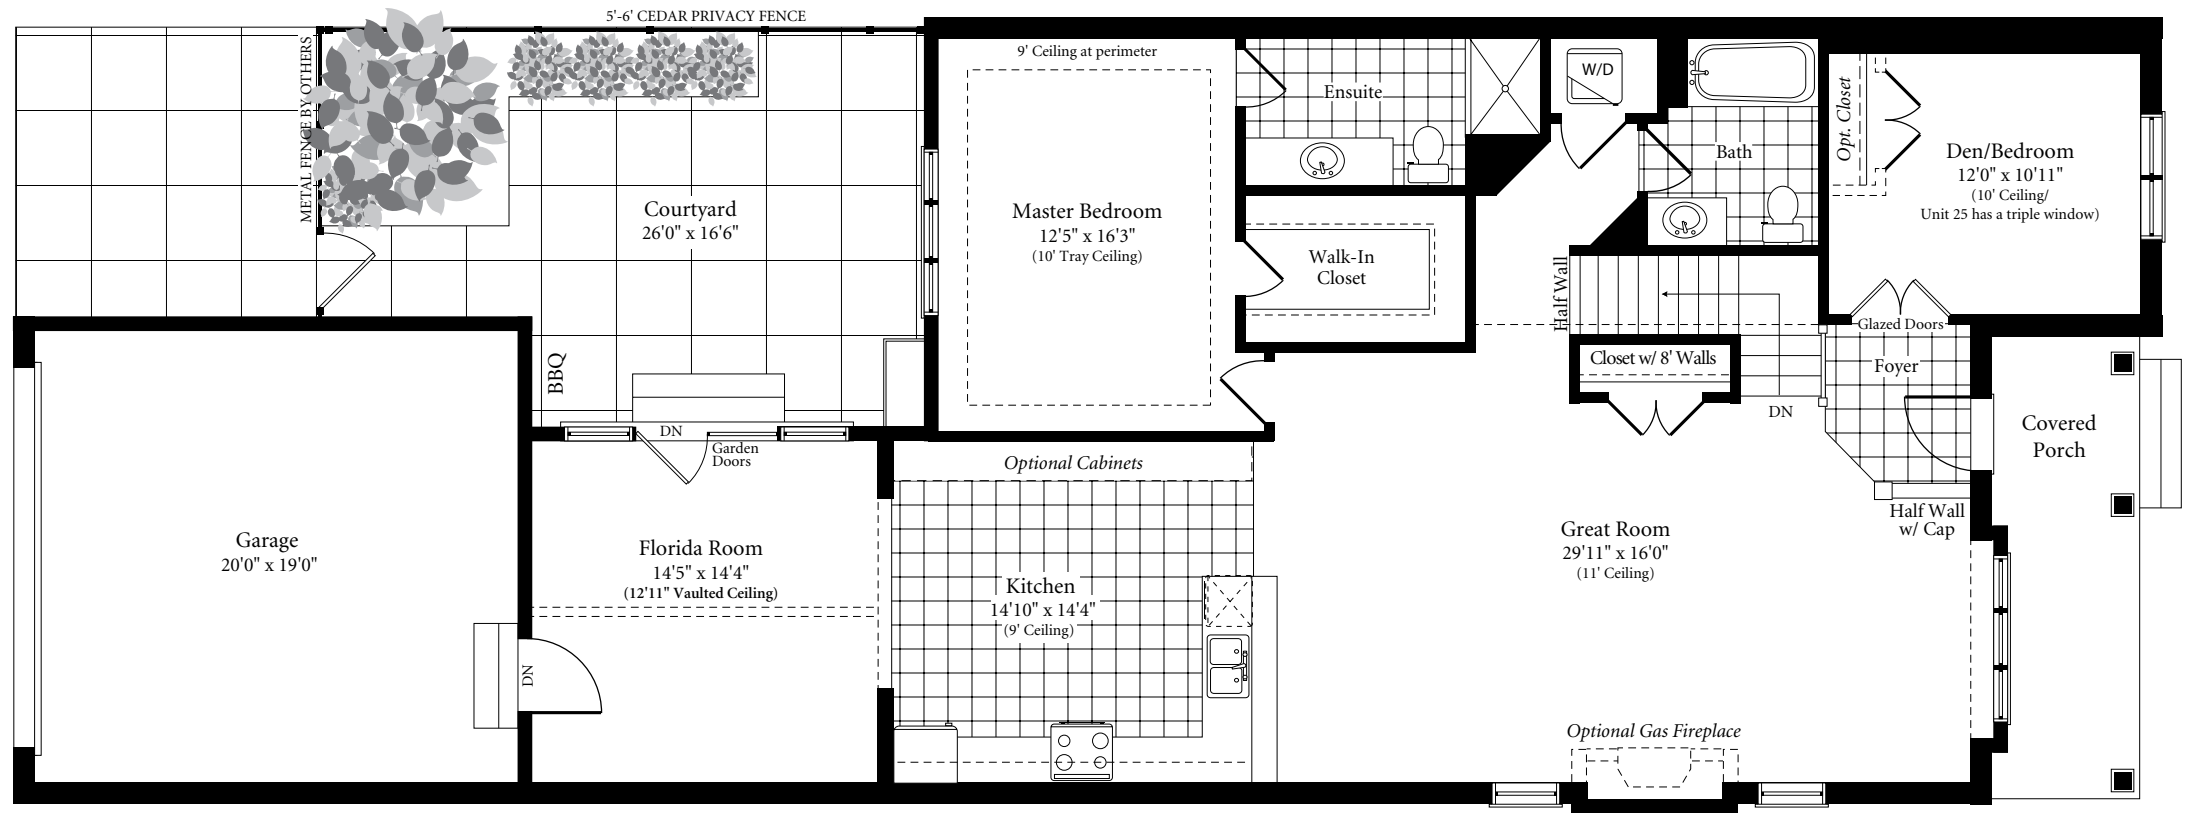 5'-6' CEDAR PRIVACY FENCE
METAL FENCE BY OTHERS
Courtyard
26'0" x 16'6"
BBQ
9' Ceiling at perimeter
Master Bedroom
12'5" x 16'3"
(10' Tray Ceiling)
Ensuite
Walk-In
Closet
W/D
Bath
Opt. Closet
Den/Bedroom
12'0" x 10'11"
(10' Ceiling/
Unit 25 has a triple window)
Half Wall
Closet w/ 8' Walls
DN
Glazed Doors
Foyer
Covered
Porch
Half Wall
w/ Cap
Garage
20'0" x 19'0"
DN
DN
Garden
Doors
Florida Room
14'5" x 14'4"
(12'11" Vaulted Ceiling)
Optional Cabinets
Kitchen
14'10" x 14'4"
(9' Ceiling)
Great Room
29'11" x 16'0"
(11' Ceiling)
Optional Gas Fireplace